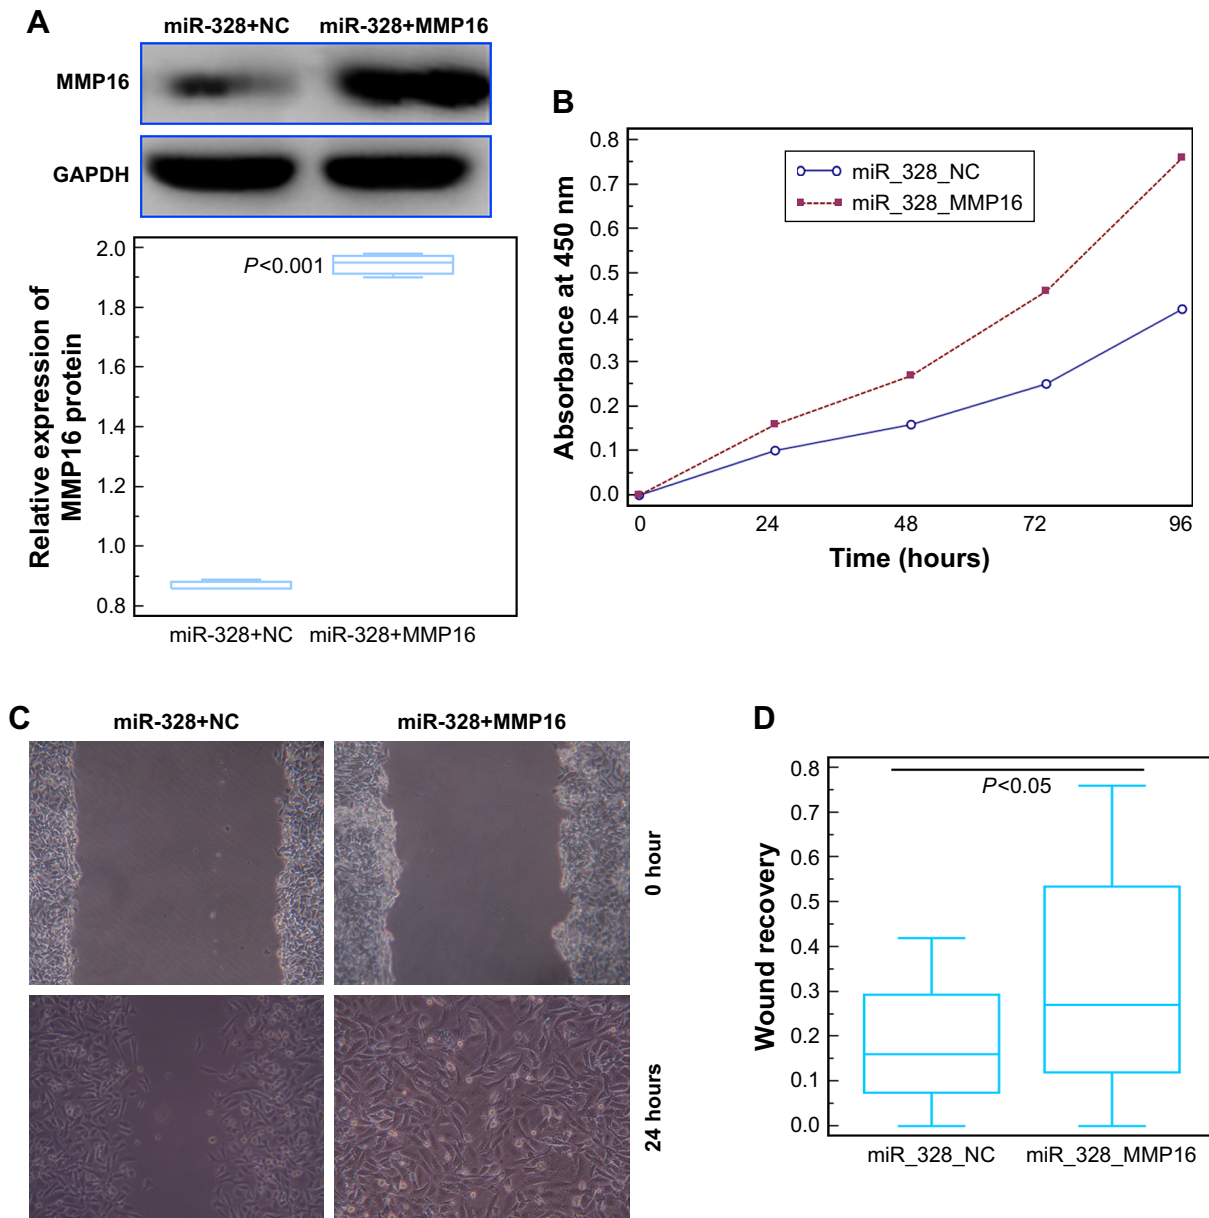 A
miR-328+NC miR-328+MMP16
MMP16
GAPDH
Relative expression of
MMP16 protein
2.0
1.8
1.6
1.4
1.2
1.0
0.8
P<0.001
miR-328+NC miR-328+MMP16
B
Absorbance at 450 nm
0.8
0.7
0.6
0.5
0.4
0.3
0.2
0.1
0.0
miR_328_NC
miR_328_MMP16
0 24 48 72 96
Time (hours)
C
miR-328+NC miR-328+MMP16
0 hour
24 hours
D
Wound recovery
0.8
0.7
0.6
0.5
0.4
0.3
0.2
0.1
0.0
P<0.05
miR_328_NC miR_328_MMP16